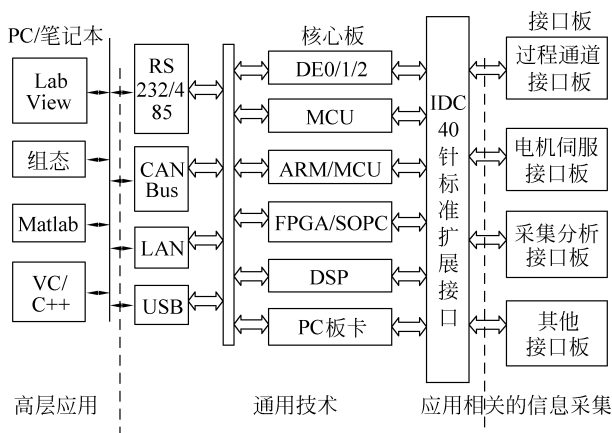 PC/笔记本
Lab
View
组态
Matlab
VC/
C++
RS
232/4
85
CAN
Bus
LAN
USB
核心板
DE0/1/2
MCU
ARM/MCU
FPGA/SOPC
DSP
PC板卡
IDC
40
针
标
准
扩
展
接
口
接口板
过程通道
接口板
电机伺服
接口板
采集分析
接口板
其他
接口板
高层应用
通用技术
应用相关的信息采集